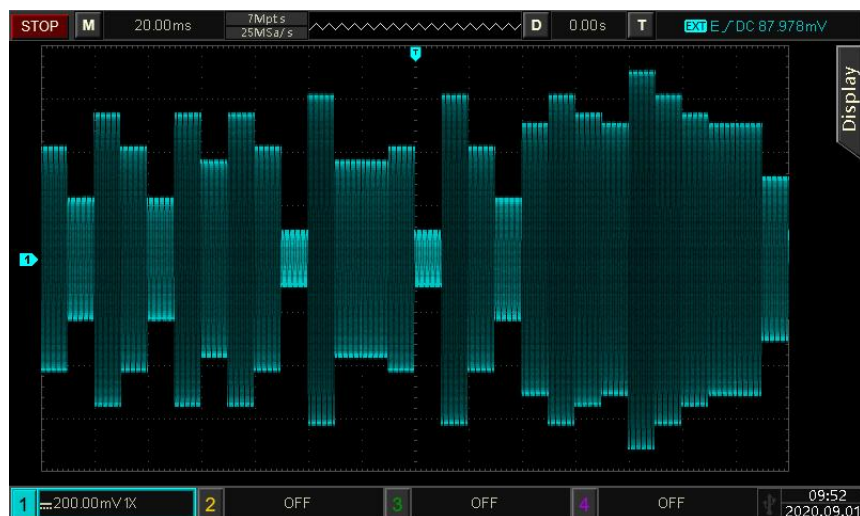 STOP M 20.00ms 7Mpts D 0.00s T EXT E DC 87.978mV
25MSa/s
T
Display
1
1 200.00mV 1X 2 OFF 3 OFF 4 OFF 09:52
2020.09.01